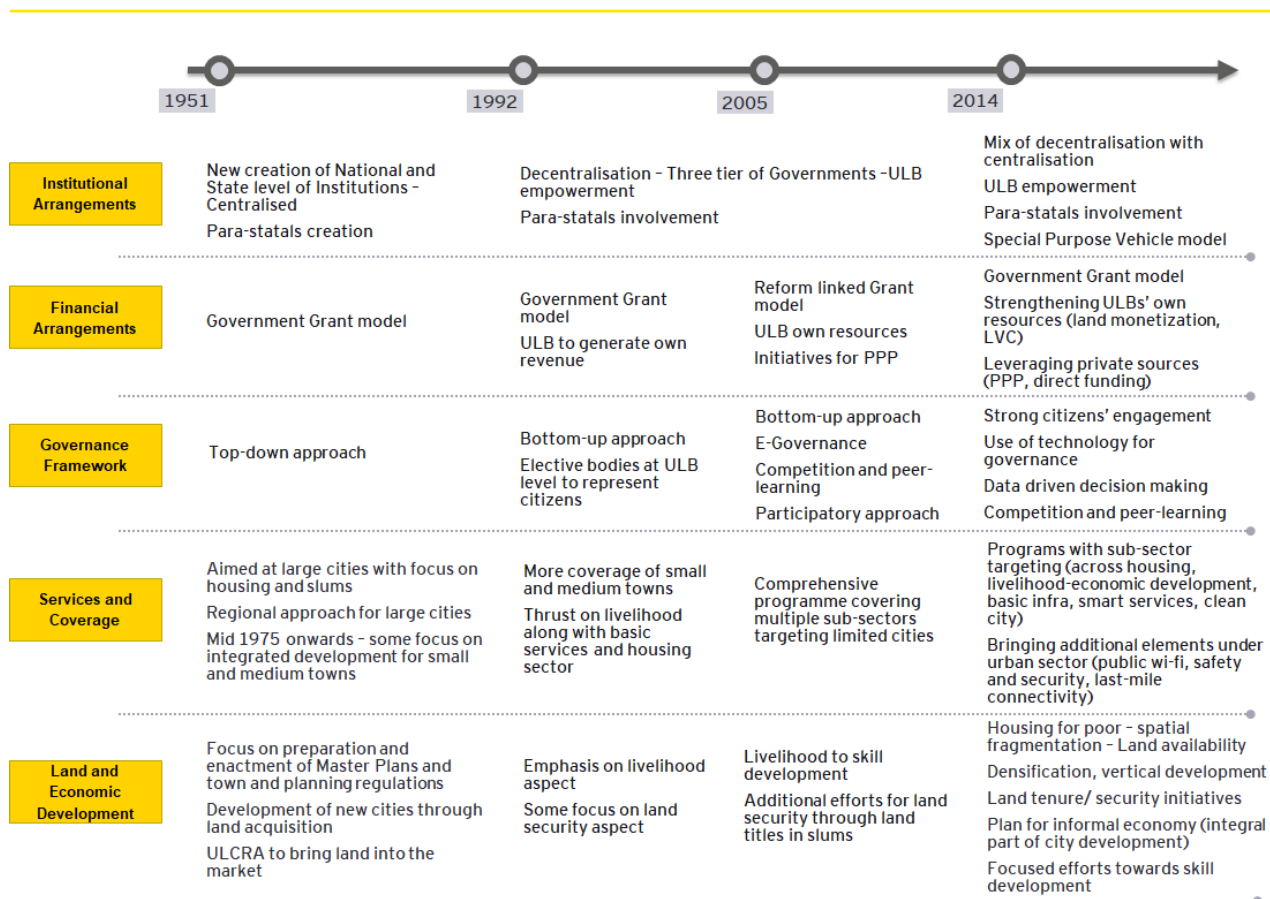 1951
1992
2005
2014
Institutional
Arrangements
New creation of National and
State level of Institutions –
Centralised
Para-statals creation
Decentralisation – Three tier of Governments –ULB
empowerment
Para-statals involvement
Mix of decentralisation with
centralisation
ULB empowerment
Para-statals involvement
Special Purpose Vehicle model
Financial
Arrangements
Government Grant model
Government Grant
model
ULB to generate own
revenue
Reform linked Grant
model
ULB own resources
Initiatives for PPP
Government Grant model
Strengthening ULBs' own
resources (land monetization,
LVC)
Leveraging private sources
(PPP, direct funding)
Governance
Framework
Top-down approach
Bottom-up approach
Elective bodies at ULB
level to represent
citizens
Bottom-up approach
E-Governance
Competition and peer-
learning
Participatory approach
Strong citizens' engagement
Use of technology for
governance
Data driven decision making
Competition and peer-learning
Services and
Coverage
Aimed at large cities with focus on
housing and slums
Regional approach for large cities
Mid 1975 onwards – some focus on
integrated development for small
and medium towns
More coverage of small
and medium towns
Thrust on livelihood
along with basic
services and housing
sector
Comprehensive
programme covering
multiple sub-sectors
targeting limited cities
Programs with sub-sector
targeting (across housing,
livelihood-economic development,
basic infra, smart services, clean
city)
Bringing additional elements under
urban sector (public wi-fi, safety
and security, last-mile
connectivity)
Land and
Economic
Development
Focus on preparation and
enactment of Master Plans and
town and planning regulations
Development of new cities through
land acquisition
ULCRA to bring land into the
market
Emphasis on livelihood
aspect
Some focus on land
security aspect
Livelihood to skill
development
Additional efforts for land
security through land
titles in slums
Housing for poor – spatial
fragmentation – Land availability
Densification, vertical development
Land tenure/ security initiatives
Plan for informal economy (integral
part of city development)
Focused efforts towards skill
development